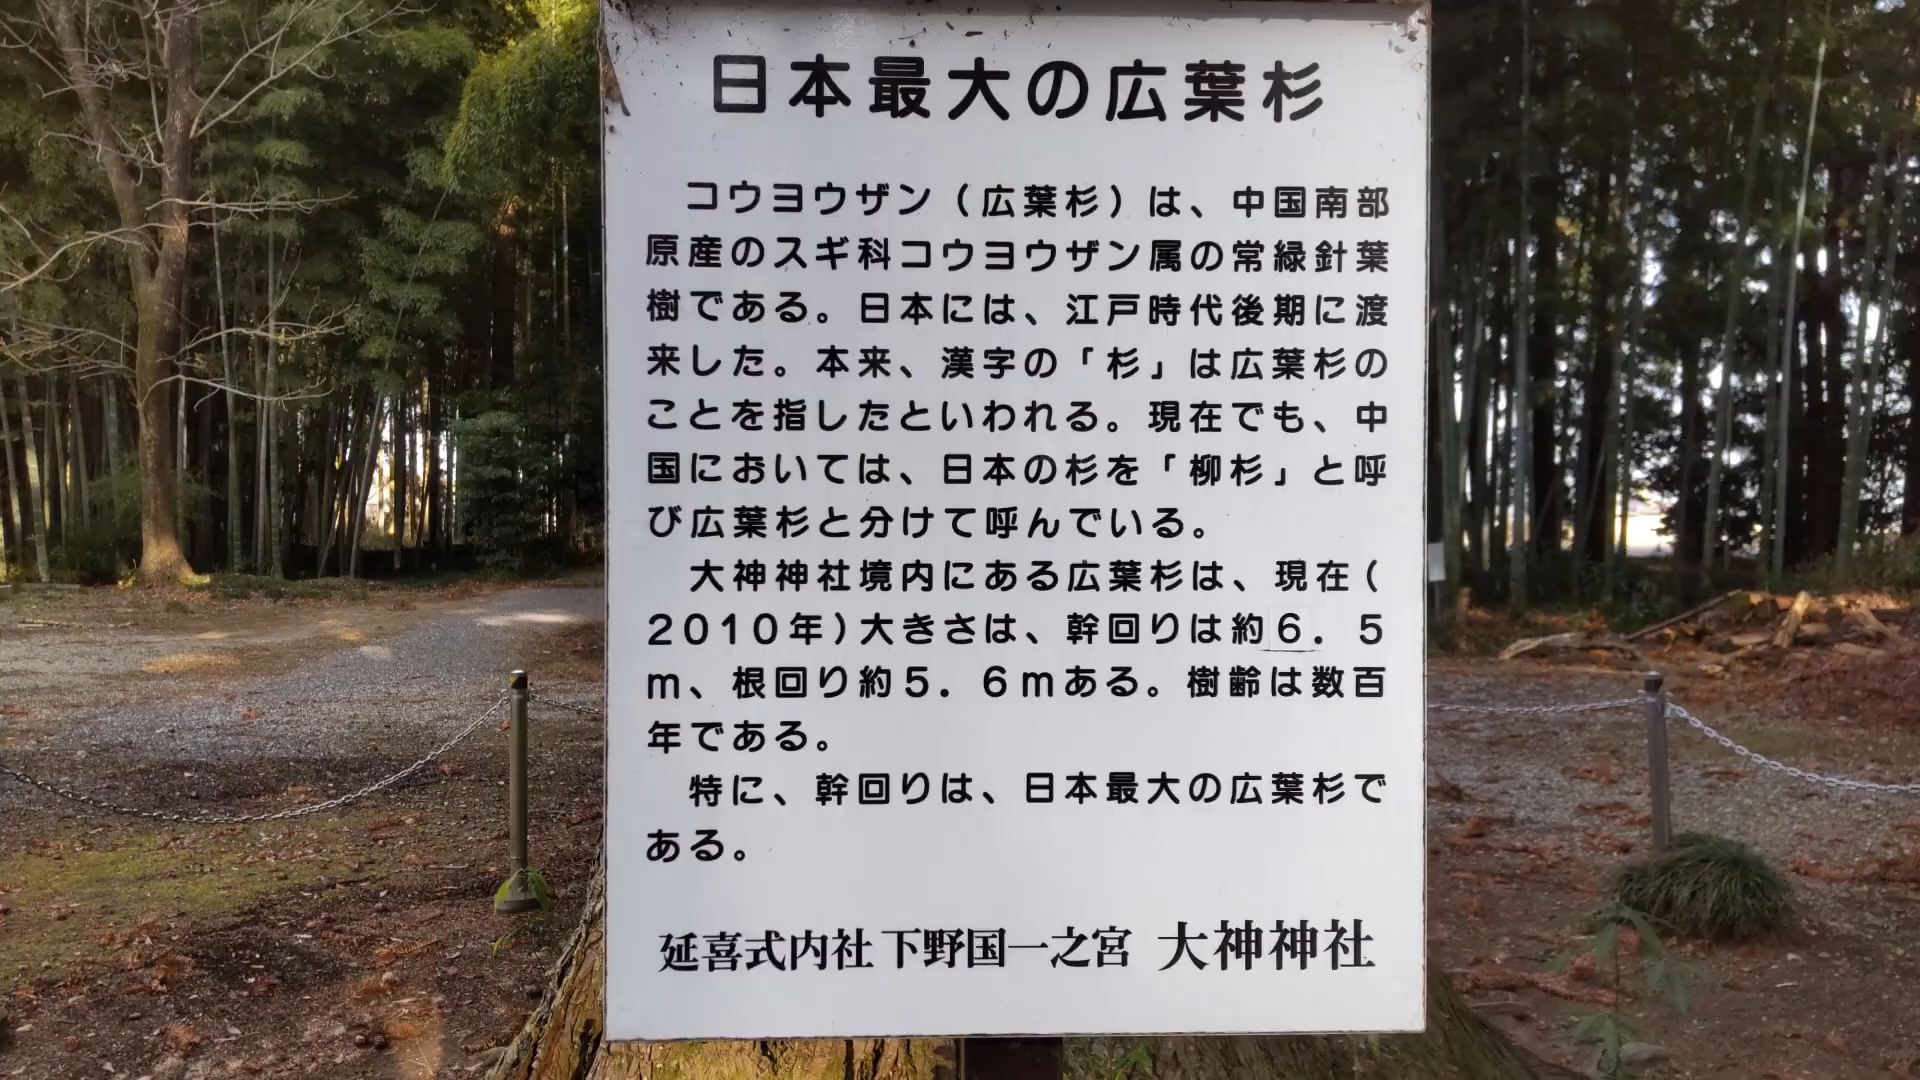 日本最大の広葉杉
コウヨウザン（広葉杉）は、中国南部
原産のスギ科コウヨウザン属の常緑針葉
樹である。日本には、江戸時代後期に渡
来した。本来、漢字の「杉」は広葉杉の
ことを指したといわれる。現在でも、中
国においては、日本の杉を「柳杉」と呼
び広葉杉と分けて呼んでいる。
大神神社境内にある広葉杉は、現在（
２０１０年）大きさは、幹回りは約６．５
ｍ、根回り約５．６ｍある。樹齢は数百
年である。
特に、幹回りは、日本最大の広葉杉で
ある。
延喜式内社 下野国一之宮 大神神社